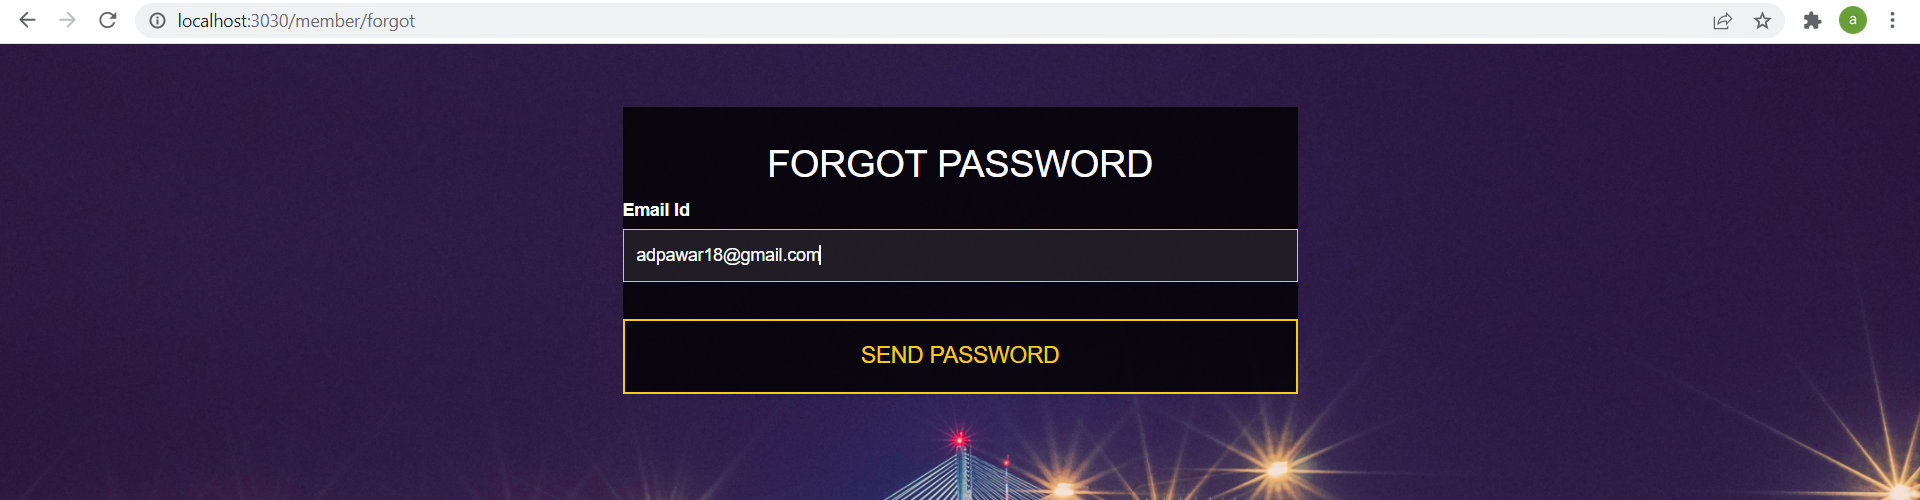 localhost:3030/member/forgot
a
FORGOT PASSWORD
Email Id
adpawar18@gmail.com
SEND PASSWORD